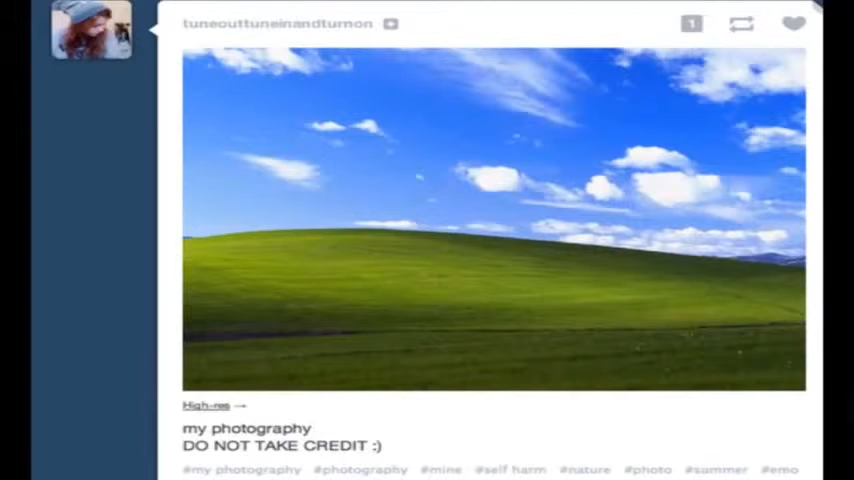 tuneouttuneinandturnon
1
High-res →
my photography
DO NOT TAKE CREDIT :)
#my photography #photography #mine #self harm #nature #photo #summer #emo